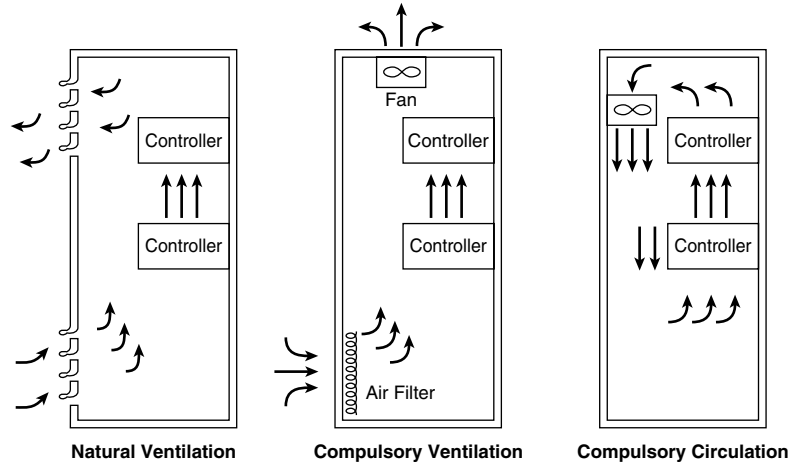 Controller
Controller
Natural Ventilation
Fan
Controller
Controller
Air Filter
Compulsory Ventilation
Controller
Controller
Compulsory Circulation